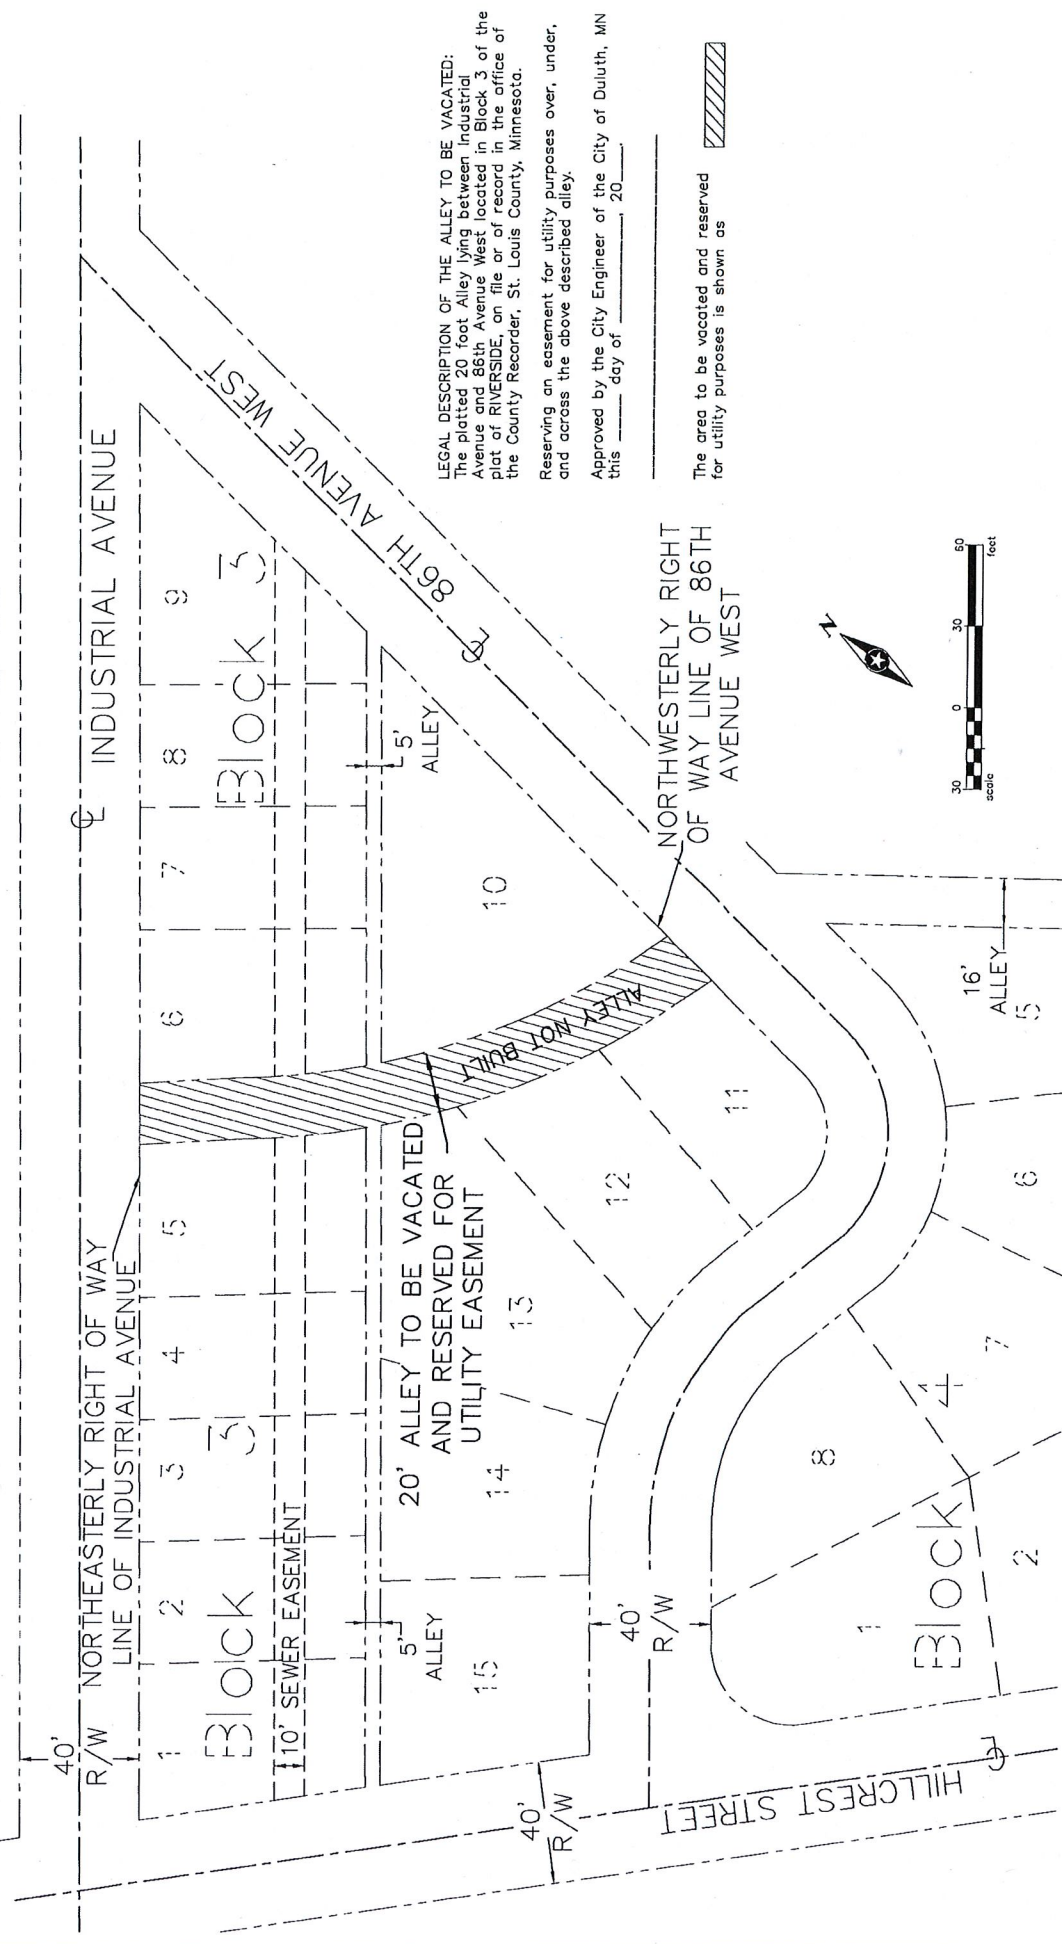 LEGAL DESCRIPTION OF THE ALLEY TO BE VACATED:
The platted 20 foot Alley lying between Industrial
Avenue and 86th Avenue West located in Block 3 of the
plat of RIVERSIDE, on file or of record in the office of
the County Recorder, St. Louis County, Minnesota.
Reserving an easement for utility purposes over, under,
and across the above described alley.
Approved by the City Engineer of the City of Duluth, MN
this _____ day of _________, 20___.
The area to be vacated and reserved
for utility purposes is shown as
INDUSTRIAL AVENUE
40'
R/W
NORTHEASTERLY RIGHT OF WAY
LINE OF INDUSTRIAL AVENUE
1
2
3
4
5
6
7
8
9
Block 3
Block 3
10' SEWER EASEMENT
5'
ALLEY
5'
ALLEY
20' ALLEY TO BE VACATED
AND RESERVED FOR
UTILITY EASEMENT
ALLEY NOT BUILT
15
14
13
12
11
10
86TH AVENUE WEST
NORTHWESTERLY RIGHT
OF WAY LINE OF 86TH
AVENUE WEST
40'
R/W
40'
R/W
HILLCREST STREET
1
Block 4
2
8
7
6
5
16'
ALLEY
N
30
0
30
60
scale
feet